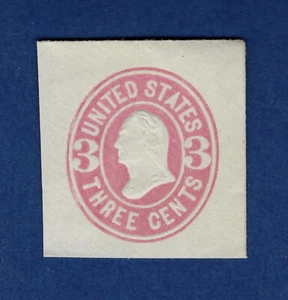 UNITED STATES
3 3
THREE CENTS